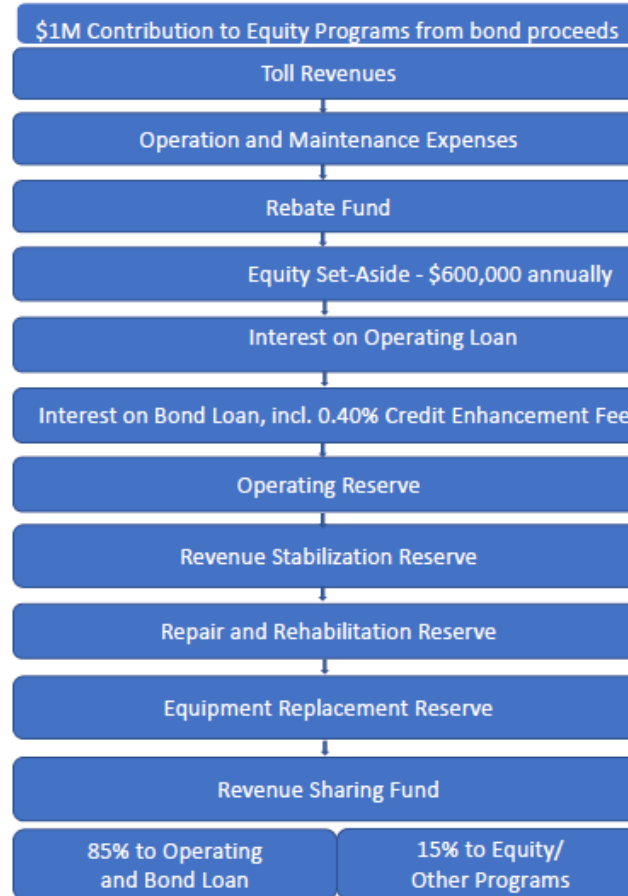 $1M Contribution to Equity Programs from bond proceeds
Toll Revenues
Operation and Maintenance Expenses
Rebate Fund
Equity Set-Aside - $600,000 annually
Interest on Operating Loan
Interest on Bond Loan, incl. 0.40% Credit Enhancement Fee
Operating Reserve
Revenue Stabilization Reserve
Repair and Rehabilitation Reserve
Equipment Replacement Reserve
Revenue Sharing Fund
85% to Operating
and Bond Loan
15% to Equity/
Other Programs